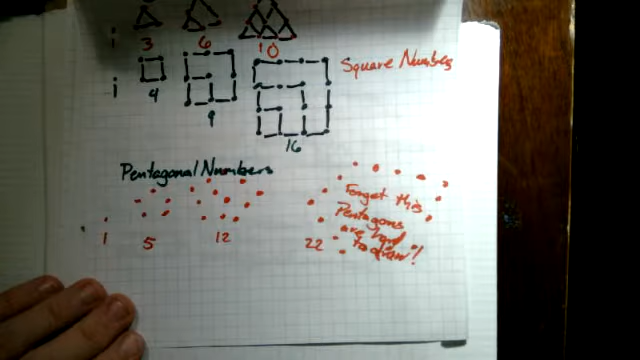 i 3 6 10
Square Numbers
i 4 9 16
Pentagonal Numbers
1 5 12 22
Forget this
Pentagons
are hard
to draw!